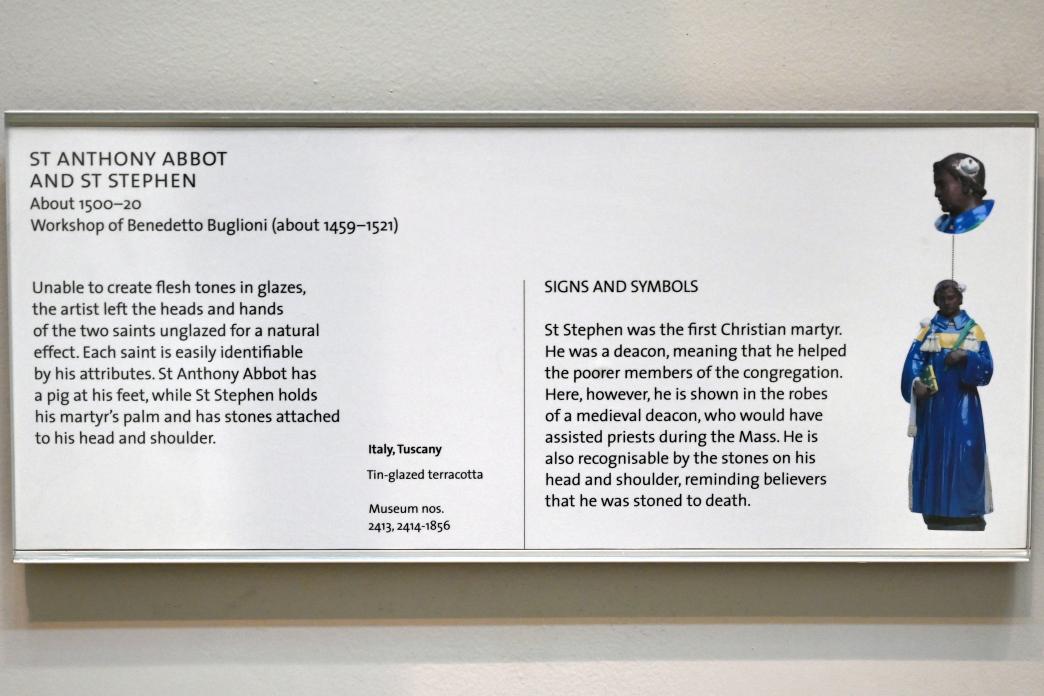 ST ANTHONY ABBOT
AND ST STEPHEN
About 1500–20
Workshop of Benedetto Buglioni (about 1459–1521)
Unable to create flesh tones in glazes,
the artist left the heads and hands
of the two saints unglazed for a natural
effect. Each saint is easily identifiable
by his attributes. St Anthony Abbot has
a pig at his feet, while St Stephen holds
his martyr's palm and has stones attached
to his head and shoulder.
Italy, Tuscany
Tin-glazed terracotta
Museum nos.
2413, 2414-1856
SIGNS AND SYMBOLS
St Stephen was the first Christian martyr.
He was a deacon, meaning that he helped
the poorer members of the congregation.
Here, however, he is shown in the robes
of a medieval deacon, who would have
assisted priests during the Mass. He is
also recognisable by the stones on his
head and shoulder, reminding believers
that he was stoned to death.